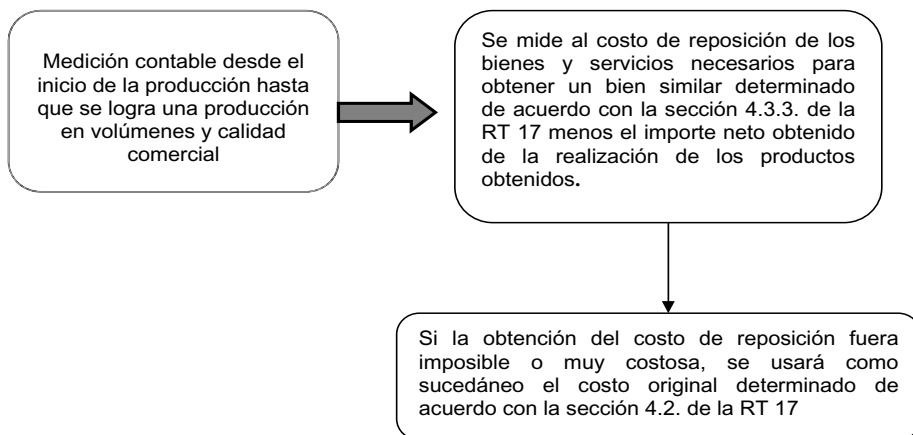 Medición contable desde el
inicio de la producción hasta
que se logra una producción
en volúmenes y calidad
comercial
Se mide al costo de reposición de los
bienes y servicios necesarios para
obtener un bien similar determinado
de acuerdo con la sección 4.3.3. de la
RT 17 menos el importe neto obtenido
de la realización de los productos
obtenidos.
Si la obtención del costo de reposición fuera
imposible o muy costosa, se usará como
sucedáneo el costo original determinado de
acuerdo con la sección 4.2. de la RT 17